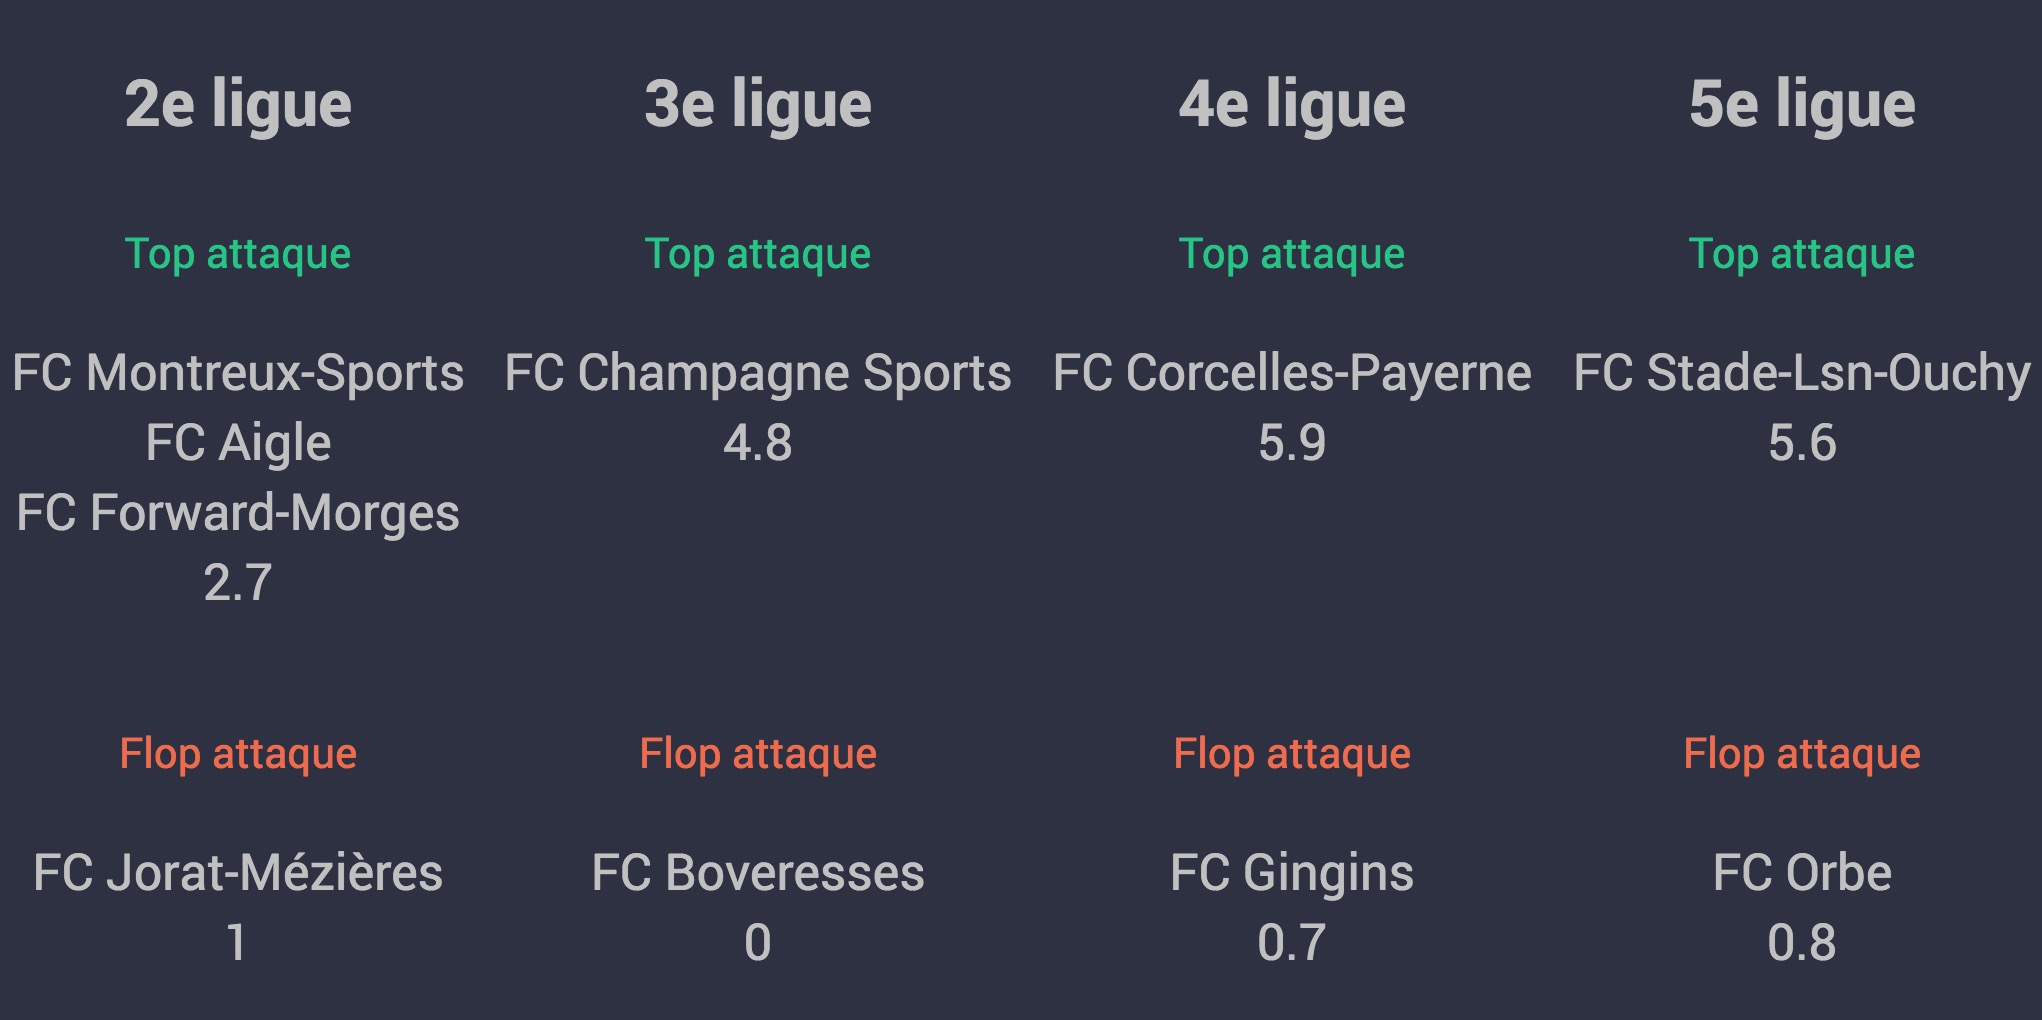 2e ligue
Top attaque
FC Montreux-Sports
FC Aigle
FC Forward-Morges
2.7
Flop attaque
FC Jorat-Mézières
1
3e ligue
Top attaque
FC Champagne Sports
4.8
Flop attaque
FC Boveresses
0
4e ligue
Top attaque
FC Corcelles-Payerne
5.9
Flop attaque
FC Gingins
0.7
5e ligue
Top attaque
FC Stade-Lsn-Ouchy
5.6
Flop attaque
FC Orbe
0.8